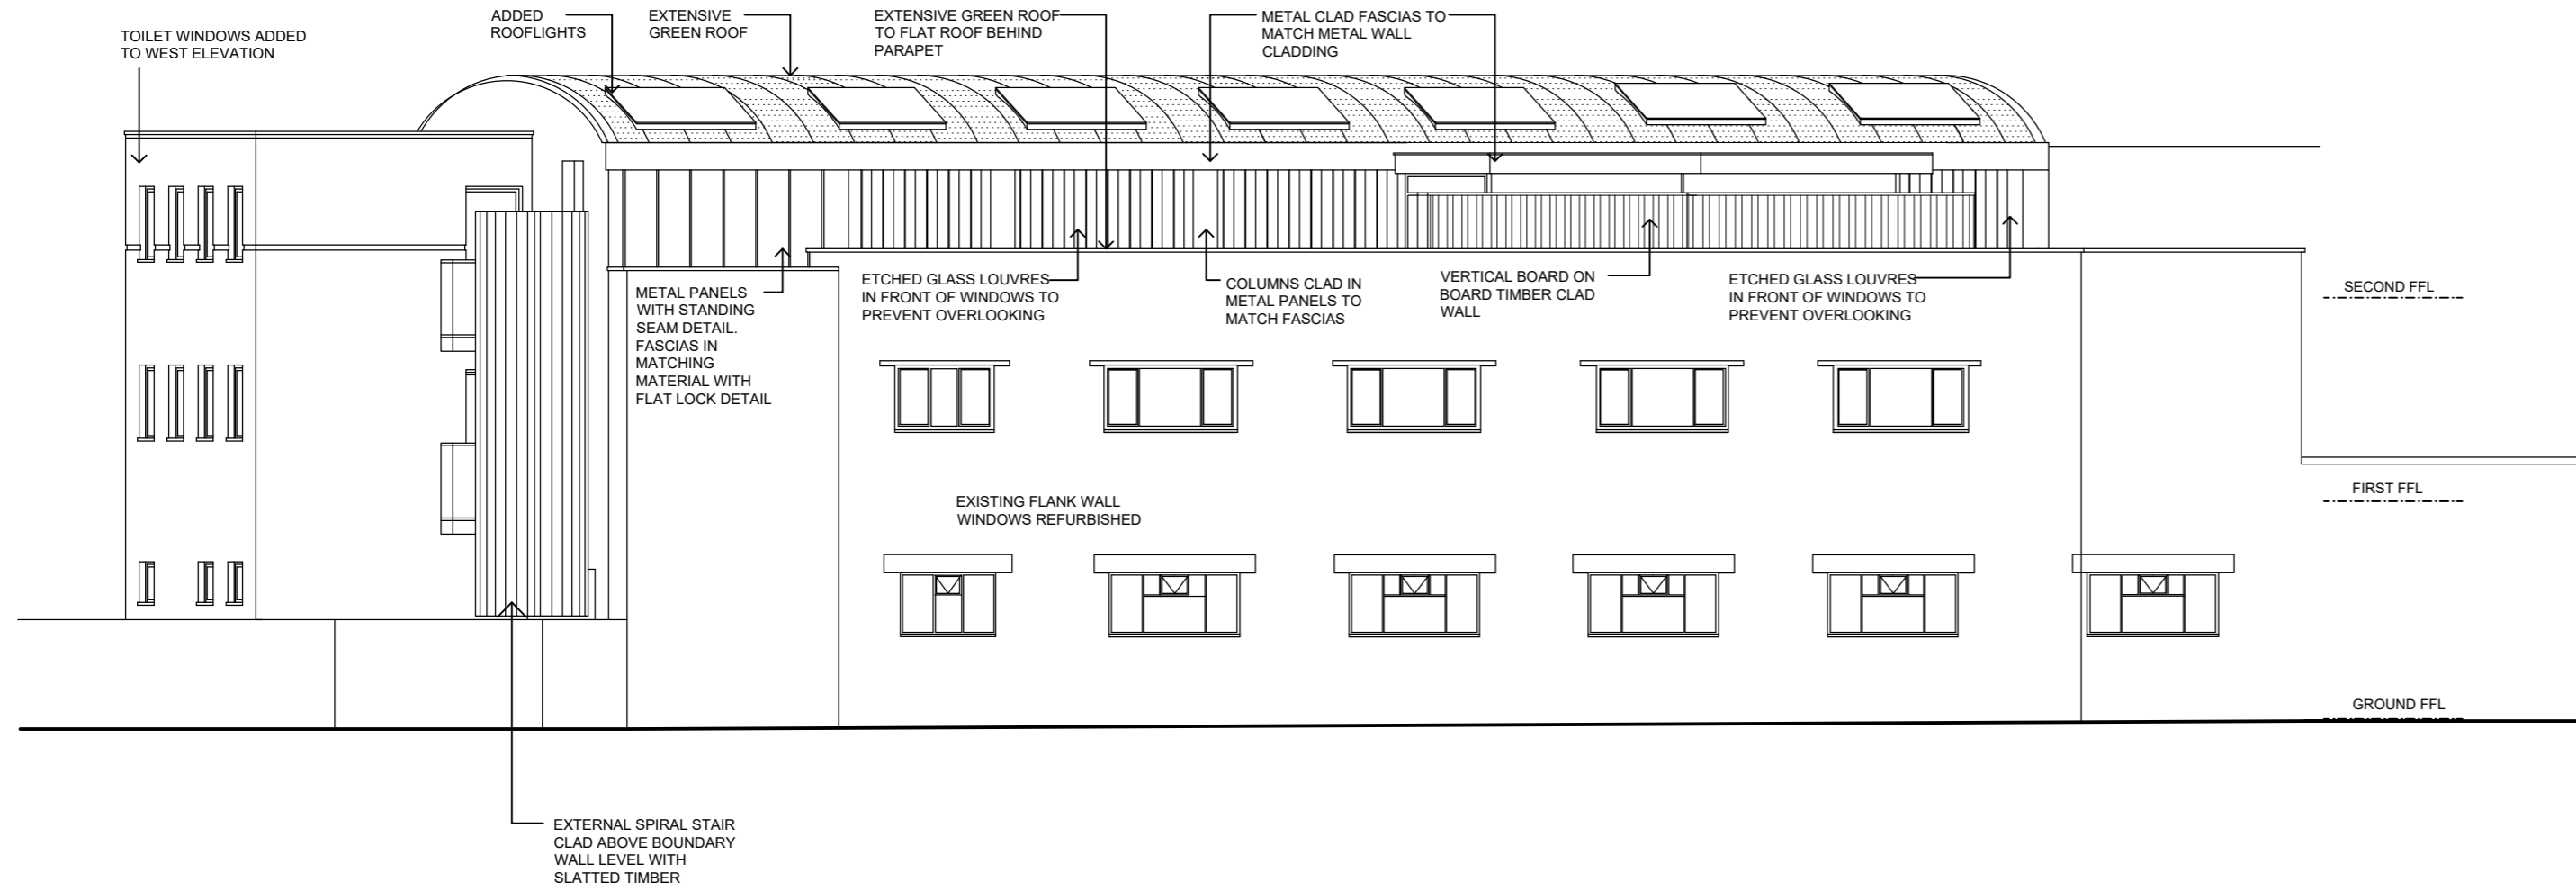 TOILET WINDOWS ADDED
TO WEST ELEVATION
ADDED
ROOFLIGHTS
EXTENSIVE
GREEN ROOF
EXTENSIVE GREEN ROOF
TO FLAT ROOF BEHIND
PARAPET
METAL CLAD FASCIAS TO
MATCH METAL WALL
CLADDING
METAL PANELS
WITH STANDING
SEAM DETAIL.
FASCIAS IN
MATCHING
MATERIAL WITH
FLAT LOCK DETAIL
ETCHED GLASS LOUVRES
IN FRONT OF WINDOWS TO
PREVENT OVERLOOKING
COLUMNS CLAD IN
METAL PANELS TO
MATCH FASCIAS
VERTICAL BOARD ON
BOARD TIMBER CLAD
WALL
ETCHED GLASS LOUVRES
IN FRONT OF WINDOWS TO
PREVENT OVERLOOKING
SECOND FFL
FIRST FFL
EXISTING FLANK WALL
WINDOWS REFURBISHED
GROUND FFL
EXTERNAL SPIRAL STAIR
CLAD ABOVE BOUNDARY
WALL LEVEL WITH
SLATTED TIMBER